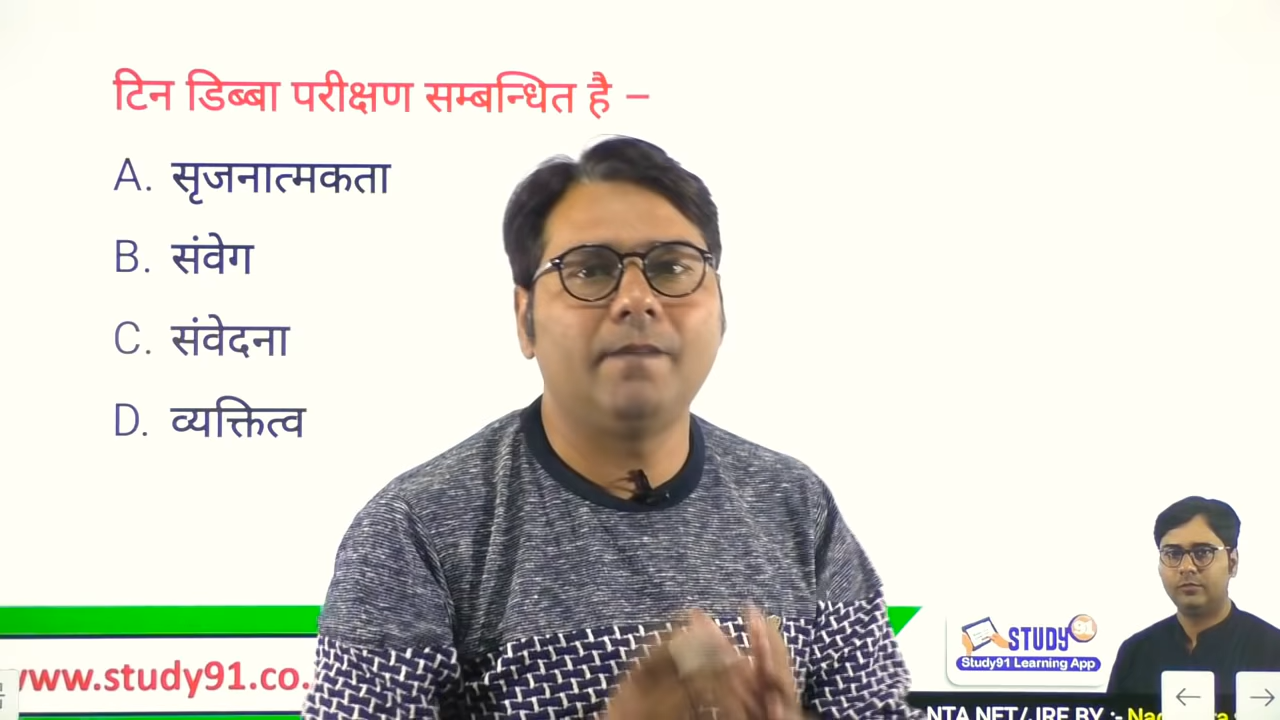 टिन डिब्बा परीक्षण सम्बन्धित है –
A. सृजनात्मकता
B. संवेग
C. संवेदना
D. व्यक्तित्व
www.study91.co.
STUDY 91
Study91 Learning App
NTA NET/JRF BY :-